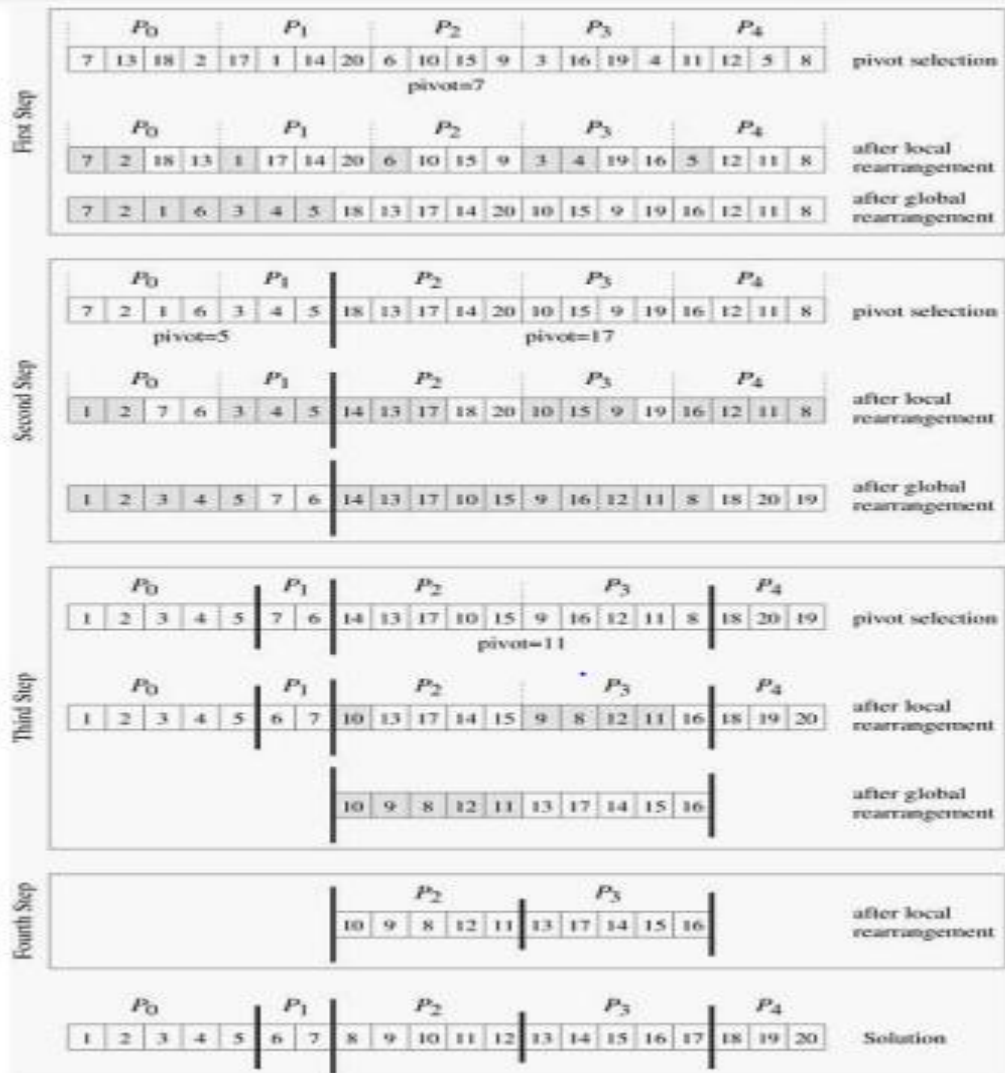 First Step
P0 P1 P2 P3 P4
7 13 18 2 17 1 14 20 6 10 15 9 3 16 19 4 11 12 5 8 pivot selection
pivot=7
P0 P1 P2 P3 P4
7 2 18 13 1 17 14 20 6 10 15 9 3 4 19 16 5 12 11 8 after local
rearrangement
7 2 1 6 3 4 5 18 13 17 14 20 10 15 9 19 16 12 11 8 after global
rearrangement
Second Step
P0 P1 P2 P3 P4
7 2 1 6 3 4 5 18 13 17 14 20 10 15 9 19 16 12 11 8 pivot selection
pivot=5 pivot=17
P0 P1 P2 P3 P4
1 2 7 6 3 4 5 14 13 17 18 20 10 15 9 19 16 12 11 8 after local
rearrangement
1 2 3 4 5 7 6 14 13 17 10 15 9 16 12 11 8 18 20 19 after global
rearrangement
Third Step
P0 P1 P2 P3 P4
1 2 3 4 5 7 6 14 13 17 10 15 9 16 12 11 8 18 20 19 pivot selection
pivot=11
P0 P1 P2 P3 P4
1 2 3 4 5 6 7 10 13 17 14 15 9 8 12 11 16 18 19 20 after local
rearrangement
10 9 8 12 11 13 17 14 15 16 after global
rearrangement
Fourth Step
P2 P3
10 9 8 12 11 13 17 14 15 16 after local
rearrangement
P0 P1 P2 P3 P4
1 2 3 4 5 6 7 8 9 10 11 12 13 14 15 16 17 18 19 20 Solution